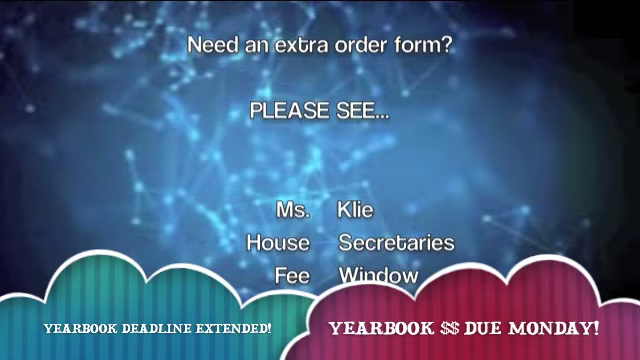 Need an extra order form?
PLEASE SEE...
Ms. Klie
House Secretaries
Fee Window
YEARBOOK DEADLINE EXTENDED!
YEARBOOK $$ DUE MONDAY!